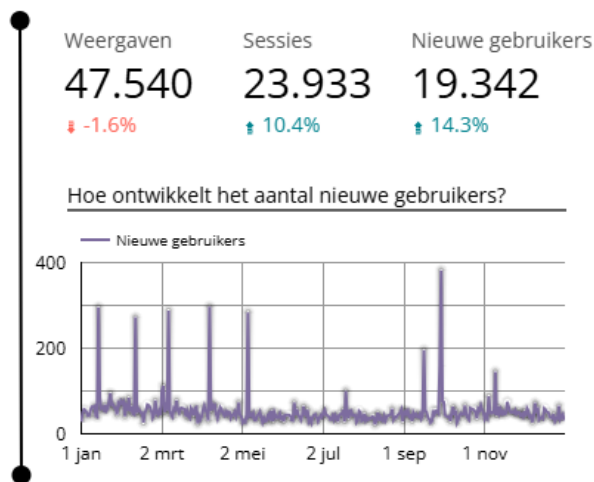 Weergaven Sessies Nieuwe gebruikers
47.540 23.933 19.342
-1.6% 10.4% 14.3%
Hoe ontwikkelt het aantal nieuwe gebruikers?
Nieuwe gebruikers
400
200
0
1 jan 2 mrt 2 mei 2 jul 1 sep 1 nov